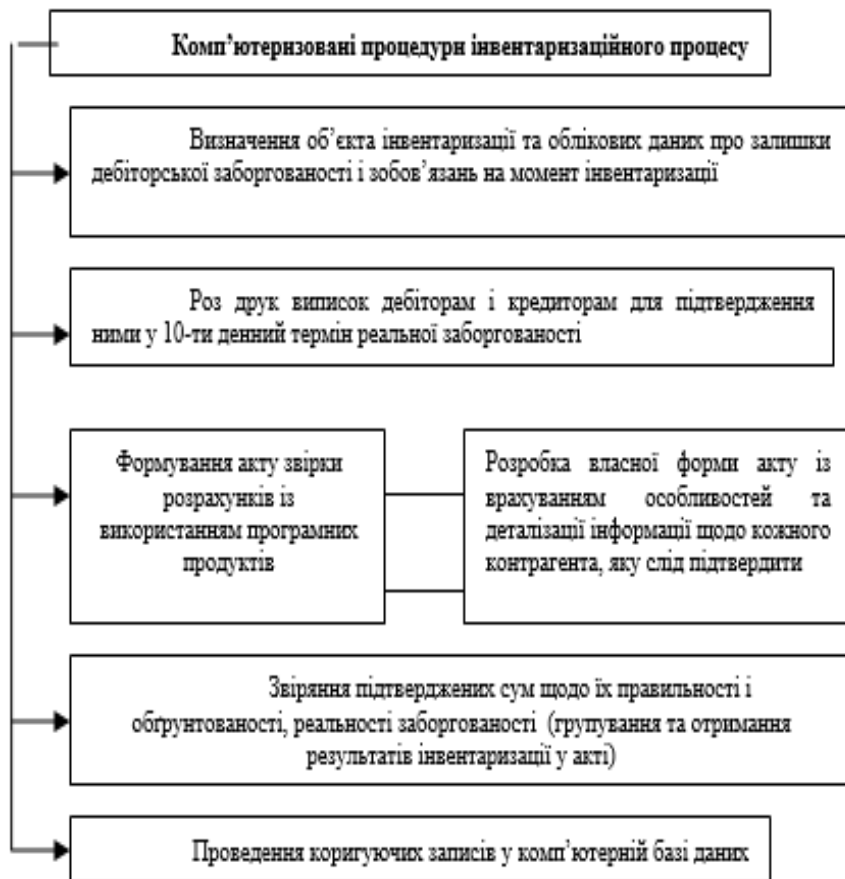 Комп’ютеризовані процедури інвентаризаційного процесу
Визначення об’єкта інвентаризації та облікових даних про залишки
дебіторської заборгованості і зобов’язань на момент інвентаризації
Роз друк виписок дебіторам і кредиторам для підтвердження
ними у 10-ти денний термін реальної заборгованості
Формування акту звірки
розрахунків із
використанням програмних
продуктів
Розробка власної форми акту із
врахуванням особливостей та
деталізації інформації щодо кожного
контрагента, яку слід підтвердити
Звіряння підтверджених сум щодо їх правильності і
обґрунтованості, реальності заборгованості (групування та отримання
результатів інвентаризації у акті)
Проведення коригуючих записів у комп’ютерній базі даних